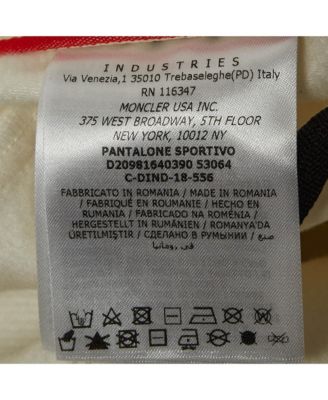 INDUSTRIES
Via Venezia,1 35010 Trebaseleghe(PD) Italy
RN 116347
MONCLER USA INC.
375 WEST BROADWAY, 5TH FLOOR
NEW YORK, 10012 NY
PANTALONE SPORTIVO
D20981640390 53064
C-DIND-18-556
FABBRICATO IN ROMANIA / MADE IN ROMANIA
/ FABRIQUÉ EN ROUMANIE / HECHO EN
RUMANIA / FABRICADO NA ROMÉNIA /
HERGESTELLT IN RUMÄNIEN / ROMANYA'DA
ÜRETILMIŞTIR / СДЕЛАНО В РУМЫНИИ / صنع
في رومانيا